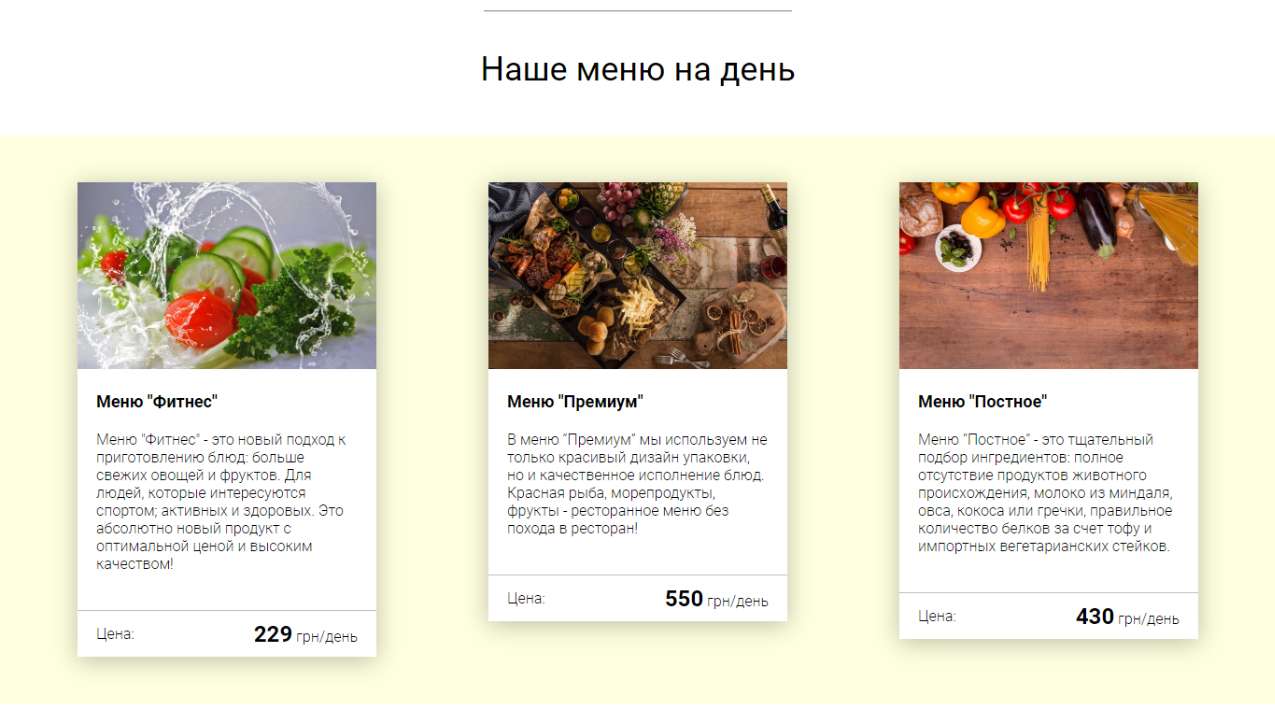 Наше меню на день
Меню "Фитнес"
Меню "Фитнес" - это новый подход к
приготовлению блюд: больше
свежих овощей и фруктов. Для
людей, которые интересуются
спортом; активных и здоровых. Это
абсолютно новый продукт с
оптимальной ценой и высоким
качеством!
Цена:
229 грн/день
Меню "Премиум"
В меню "Премиум" мы используем не
только красивый дизайн упаковки,
но и качественное исполнение блюд.
Красная рыба, морепродукты,
фрукты - ресторанное меню без
похода в ресторан!
Цена:
550 грн/день
Меню "Постное"
Меню "Постное" - это тщательный
подбор ингредиентов: полное
отсутствие продуктов животного
происхождения, молоко из миндаля,
овса, кокоса или гречки, правильное
количество белков за счет тофу и
импортных вегетарианских стейков.
Цена:
430 грн/день